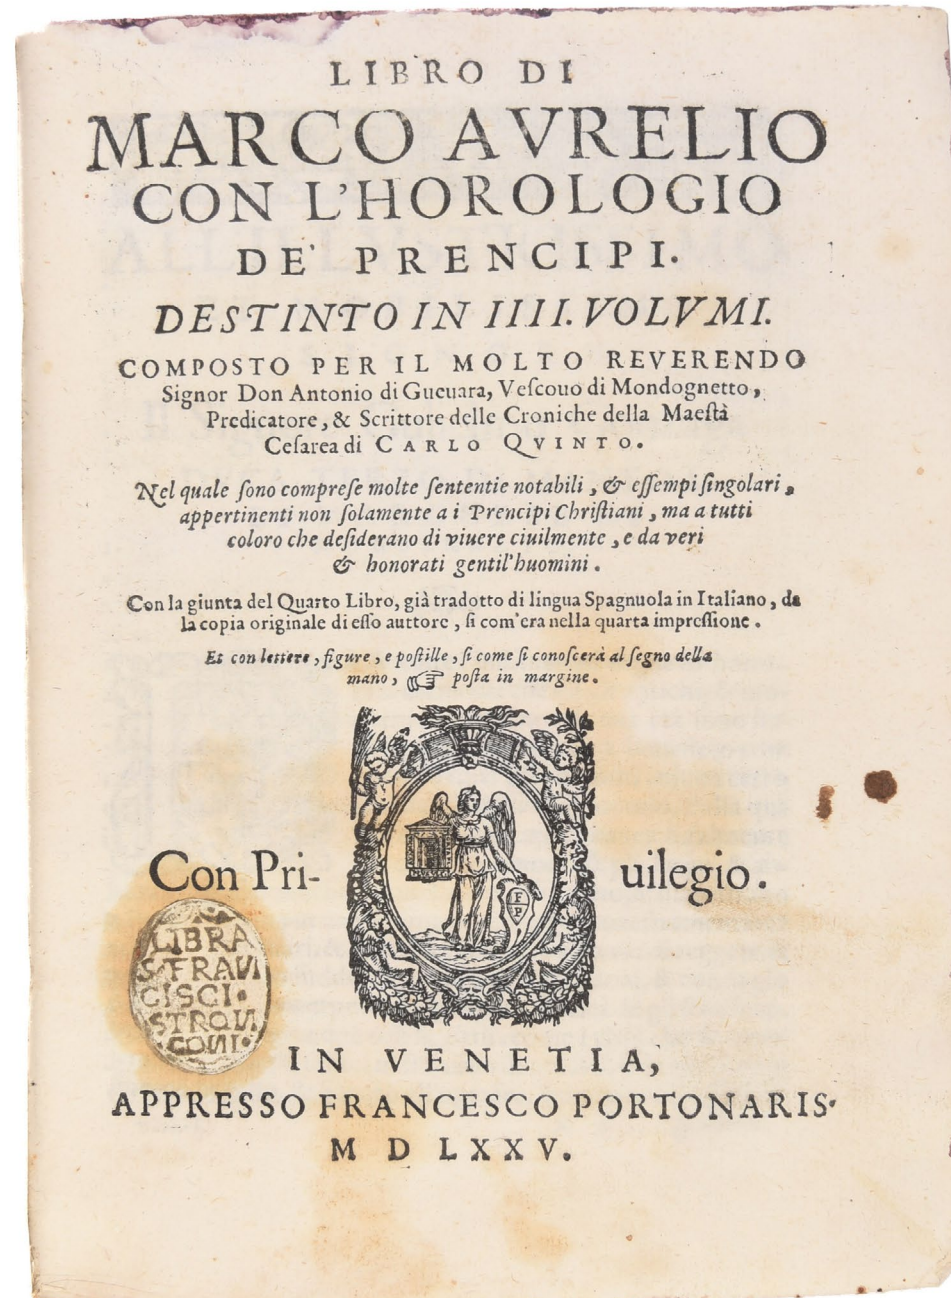 LIBRO DI
MARCO AVRELIO
CON L'HOROLOGIO
DE' PRENCIPI.
DESTINTO IN IIII. VOLVMI.
COMPOSTO PER IL MOLTO REVERENDO
Signor Don Antonio di Gueuara, Veſcouo di Mondognetto,
Predicatore, & Scrittore delle Croniche della Maeſtà
Ceſarea di CARLO QVINTO.
Nel quale ſono compreſe molte ſententie notabili, & eſſempi ſingolari,
appertinenti non ſolamente a i Prencipi Chriſtiani, ma a tutti
coloro che deſiderano di viuere ciuilmente, e da veri
& honorati gentil'huomini.
Con la giunta del Quarto Libro, già tradotto di lingua Spagnuola in Italiano, da
la copia originale di eſſo auttore, ſi com'era nella quarta impreſſione.
Et con lettere, figure, e poſtille, ſi come ſi conoſcerà al ſegno della
mano, ☞ poſta in margine.
F
P
Con Pri- uilegio.
LIBRA
S. FRAN
CISCI •
STRON
CONI •
IN VENETIA,
APPRESSO FRANCESCO PORTONARIS.
M D LXXV.